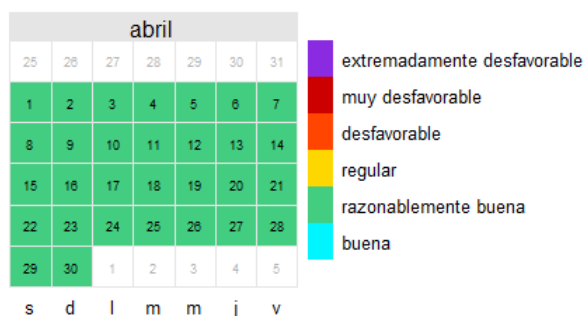 abril
25 26 27 28 29 30 31
1 2 3 4 5 6 7
8 9 10 11 12 13 14
15 16 17 18 19 20 21
22 23 24 25 26 27 28
29 30 1 2 3 4 5
s d l m m j v
extremadamente desfavorable
muy desfavorable
desfavorable
regular
razonablemente buena
buena